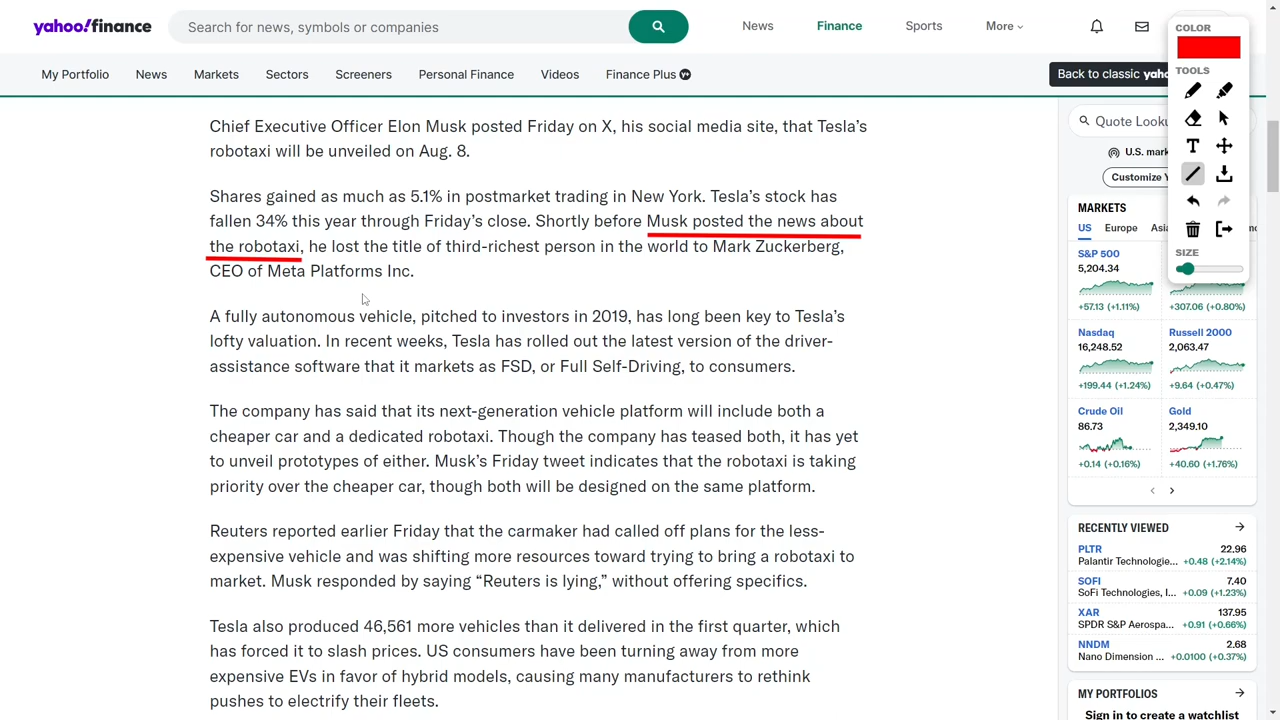 yahoo!finance
Search for news, symbols or companies
News
Finance
Sports
More
My Portfolio
News
Markets
Sectors
Screeners
Personal Finance
Videos
Finance Plus
Back to classic
Chief Executive Officer Elon Musk posted Friday on X, his social media site, that Tesla’s
robotaxi will be unveiled on Aug. 8.
Shares gained as much as 5.1% in postmarket trading in New York. Tesla’s stock has
fallen 34% this year through Friday’s close. Shortly before Musk posted the news about
the robotaxi, he lost the title of third-richest person in the world to Mark Zuckerberg,
CEO of Meta Platforms Inc.
A fully autonomous vehicle, pitched to investors in 2019, has long been key to Tesla’s
lofty valuation. In recent weeks, Tesla has rolled out the latest version of the driver-
assistance software that it markets as FSD, or Full Self-Driving, to consumers.
The company has said that its next-generation vehicle platform will include both a
cheaper car and a dedicated robotaxi. Though the company has teased both, it has yet
to unveil prototypes of either. Musk’s Friday tweet indicates that the robotaxi is taking
priority over the cheaper car, though both will be designed on the same platform.
Reuters reported earlier Friday that the carmaker had called off plans for the less-
expensive vehicle and was shifting more resources toward trying to bring a robotaxi to
market. Musk responded by saying “Reuters is lying,” without offering specifics.
Tesla also produced 46,561 more vehicles than it delivered in the first quarter, which
has forced it to slash prices. US consumers have been turning away from more
expensive EVs in favor of hybrid models, causing many manufacturers to rethink
pushes to electrify their fleets.
COLOR
TOOLS
T
SIZE
Quote
U.S.
Customize
MARKETS
US
Europe
S&P 500
5,204.34
+57.13 (+1.11%)
+307.06 (+0.80%)
Nasdaq
16,248.52
+199.44 (+1.24%)
Russell 2000
2,063.47
+9.64 (+0.47%)
Crude Oil
86.73
+0.14 (+0.16%)
Gold
2,349.10
+40.60 (+1.76%)
RECENTLY VIEWED
PLTR 22.96
Palantir Technologie... +0.48 (+2.14%)
SOFI 7.40
SoFi Technologies, I... +0.09 (+1.23%)
XAR 137.95
SPDR S&P Aerospa... +0.91 (+0.66%)
NNDM 2.68
Nano Dimension ... +0.0100 (+0.37%)
MY PORTFOLIOS
Sign in to create a watchlist